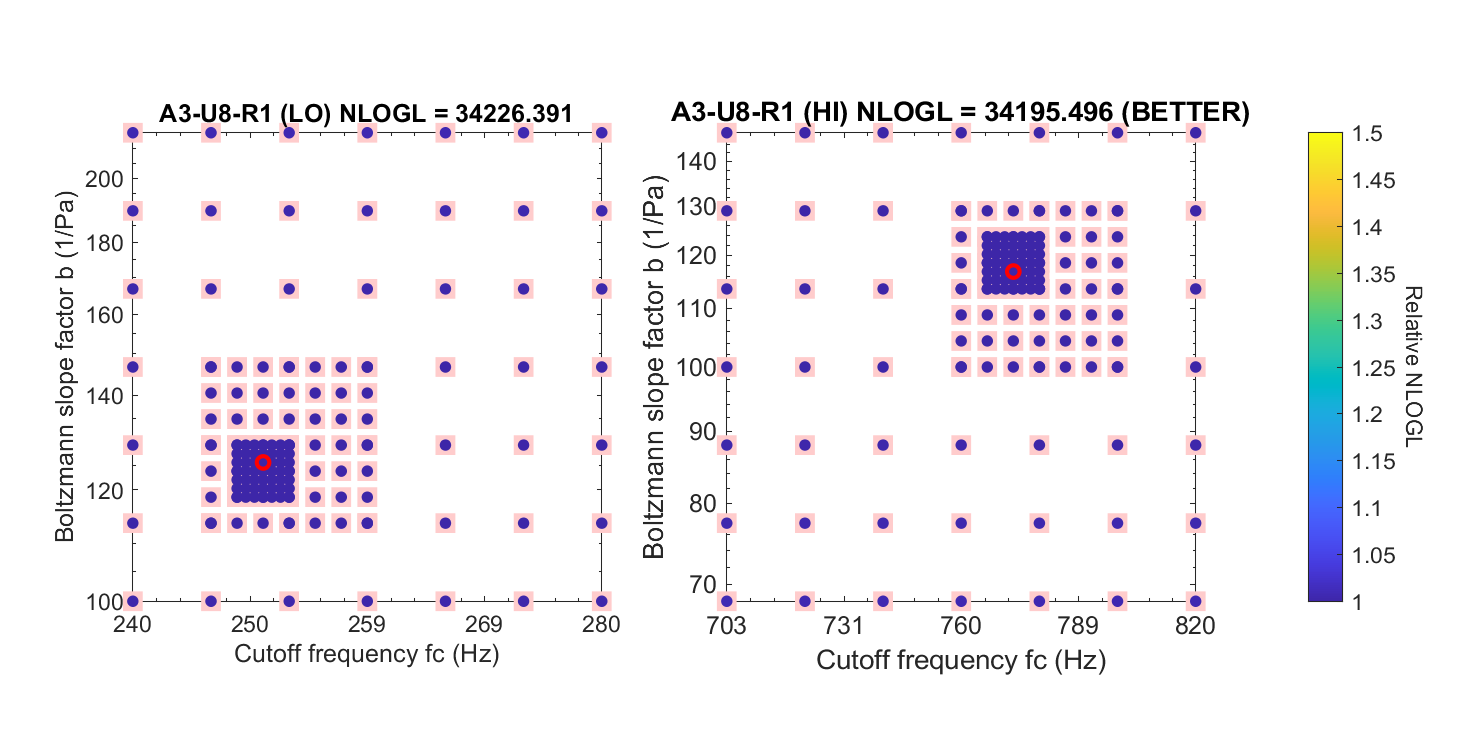 A3-U8-R1 (LO) NLOGL = 34226.391
Boltzmann slope factor b (1/Pa)
200
180
160
140
120
100
240 250 259 269 280
Cutoff frequency fc (Hz)
A3-U8-R1 (HI) NLOGL = 34195.496 (BETTER)
Boltzmann slope factor b (1/Pa)
140
130
120
110
100
90
80
70
703 731 760 789 820
Cutoff frequency fc (Hz)
1.5
1.45
1.4
1.35
1.3
1.25
1.2
1.15
1.1
1.05
1
Relative NLOGL